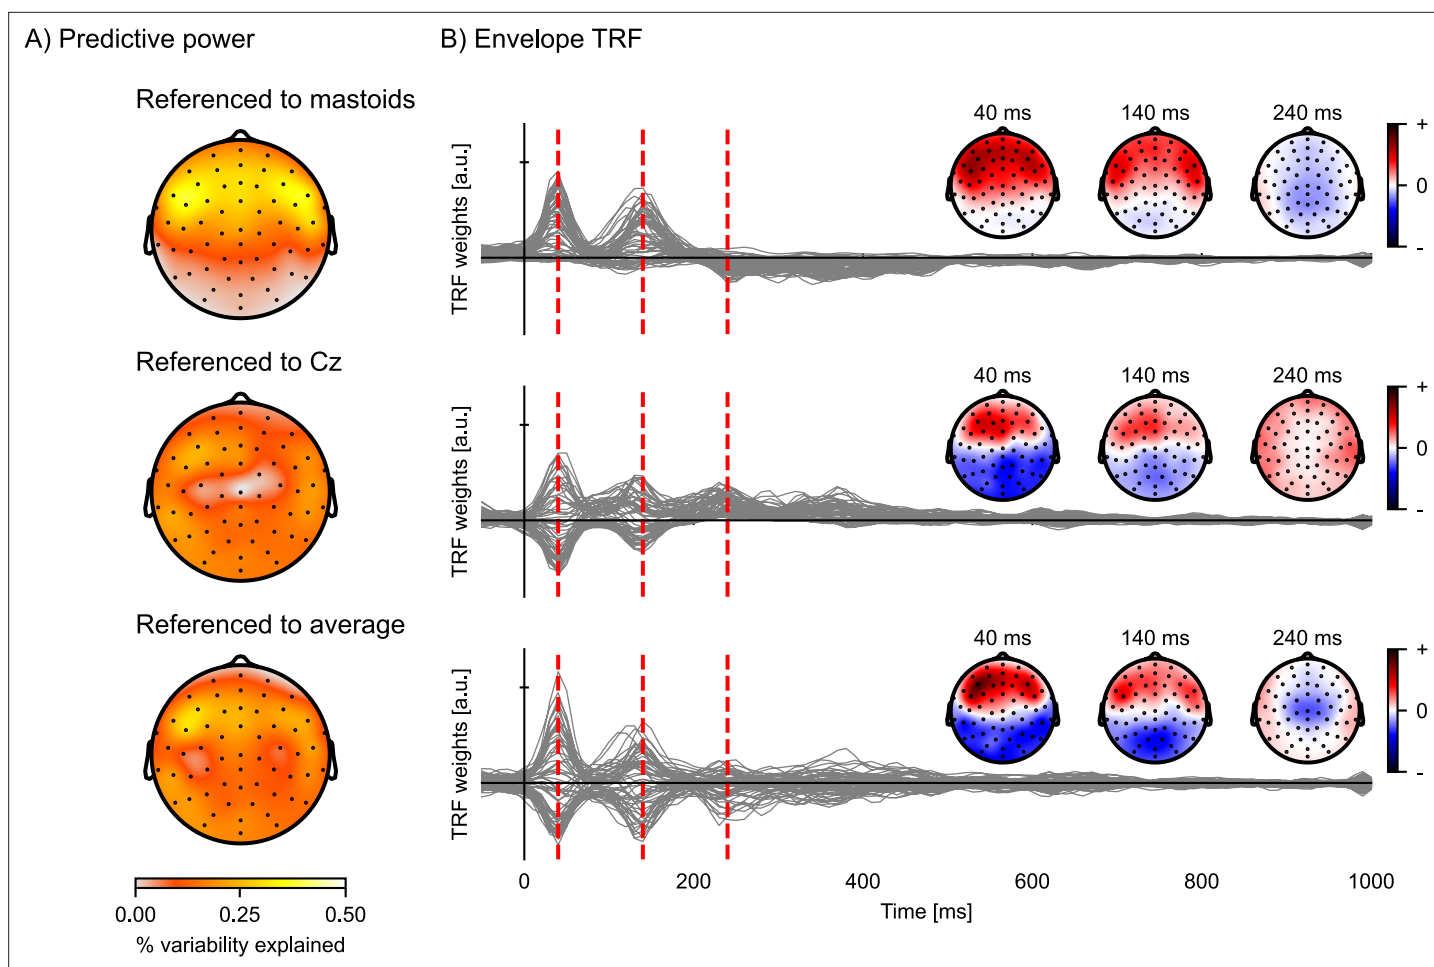 A) Predictive power
B) Envelope TRF
Referenced to mastoids
TRF weights [a.u.]
40 ms
140 ms
240 ms
+
0
-
Referenced to Cz
TRF weights [a.u.]
40 ms
140 ms
240 ms
+
0
-
Referenced to average
TRF weights [a.u.]
40 ms
140 ms
240 ms
+
0
-
0
200
400
600
800
1000
Time [ms]
0.00
0.25
0.50
% variability explained